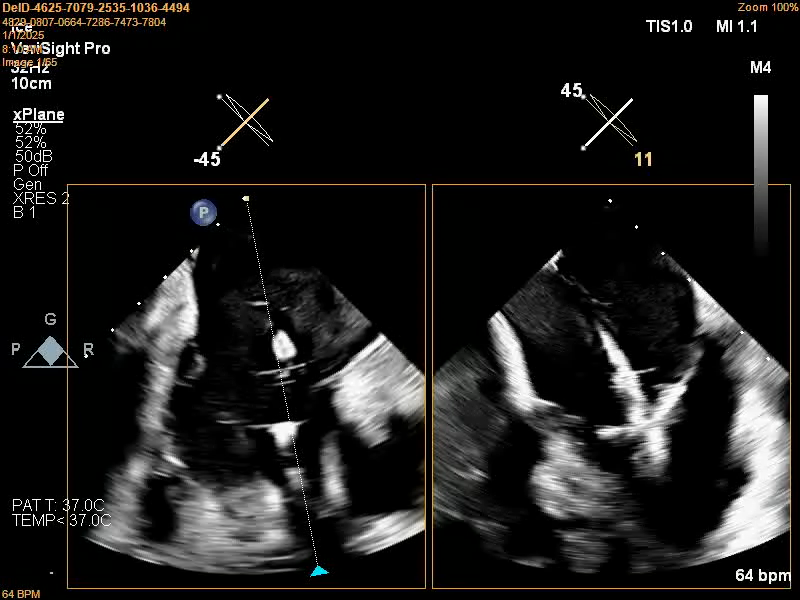 DeID-4625-7079-2535-1036-4494
Zoom 100%
4829-0807-0664-7286-7473-7804
ice
TIS1.0 MI 1.1
1/1/2025
VeriSight Pro
Image 1/65
32Hz
10cm
M4
xPlane
52%
52%
50dB
P Off
Gen
XRES 2
B 1
-45
45
11
P
G
P R
PAT T: 37.0C
TEMP< 37.0C
64 bpm
64 BPM